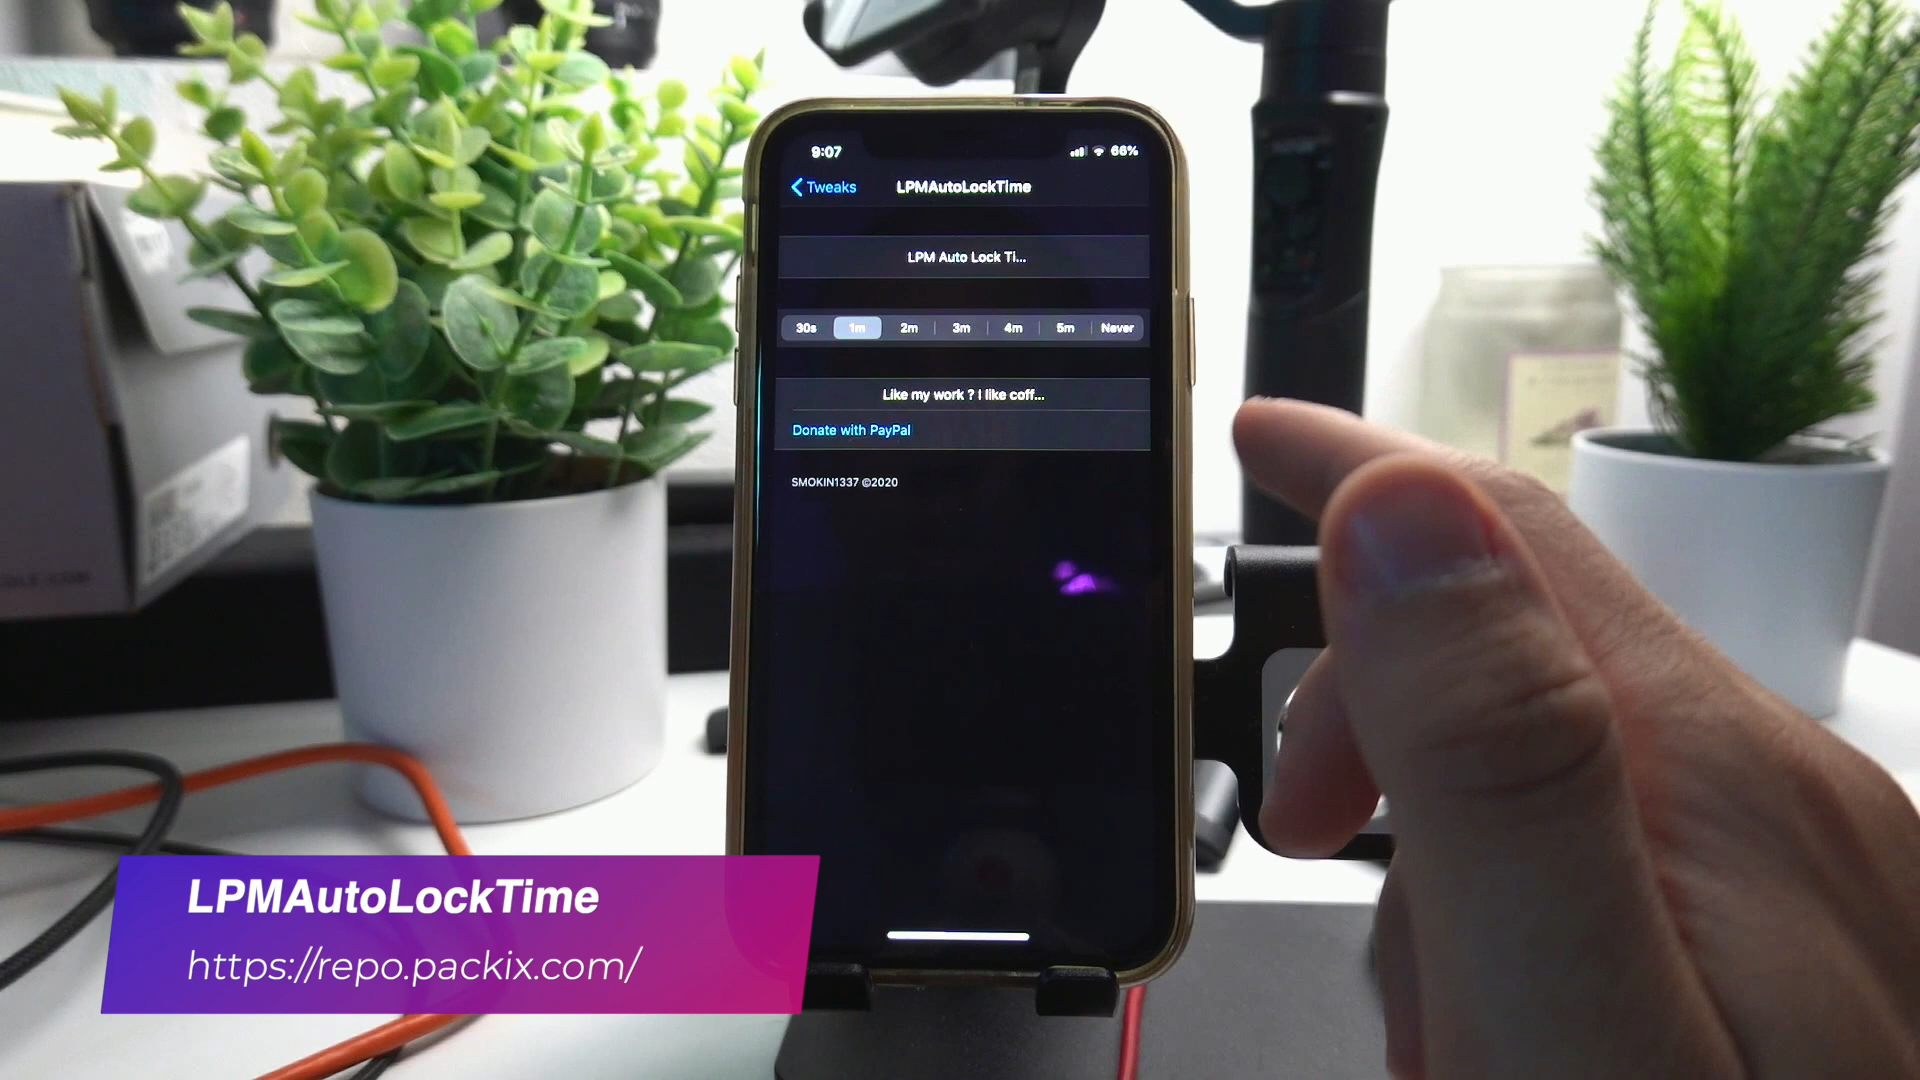 9:07
66%
Tweaks
LPMAutoLockTime
LPM Auto Lock Ti...
30s 1m 2m 3m 4m 5m Never
Like my work ? I like coff...
Donate with PayPal
SMOKIN1337 ©2020
LPMAutoLockTime
https://repo.packix.com/